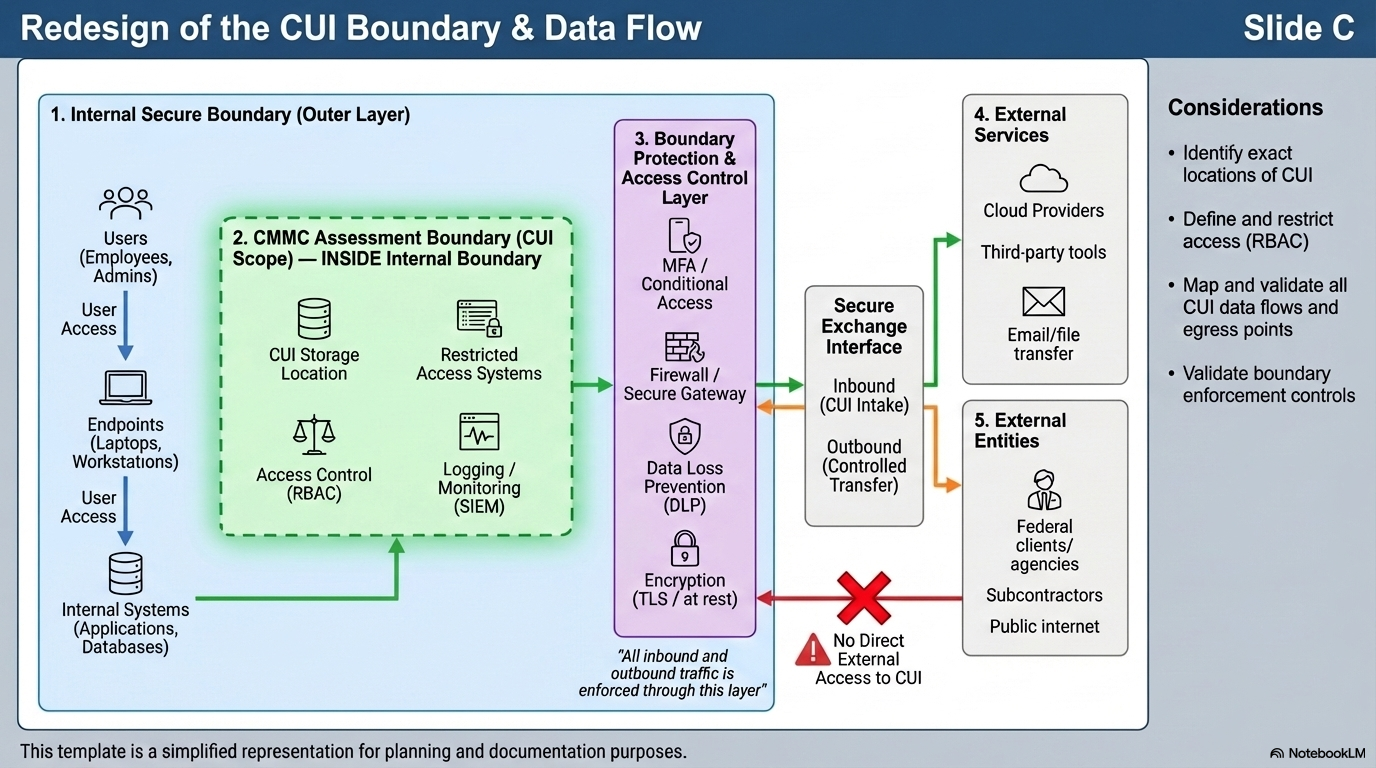 Redesign of the CUI Boundary & Data Flow
Slide C
1. Internal Secure Boundary (Outer Layer)
Users
(Employees,
Admins)
User
Access
Endpoints
(Laptops,
Workstations)
User
Access
Internal Systems
(Applications,
Databases)
2. CMMC Assessment Boundary (CUI
Scope) — INSIDE Internal Boundary
CUI Storage
Location
Restricted
Access Systems
Access Control
(RBAC)
Logging /
Monitoring
(SIEM)
3. Boundary
Protection &
Access Control
Layer
MFA /
Conditional
Access
Firewall /
Secure Gateway
Data Loss
Prevention
(DLP)
Encryption
(TLS / at rest)
"All inbound and
outbound traffic is
enforced through this layer"
Secure
Exchange
Interface
Inbound
(CUI Intake)
Outbound
(Controlled
Transfer)
No Direct
External
Access to CUI
4. External
Services
Cloud Providers
Third-party tools
Email/file
transfer
5. External
Entities
Federal
clients/
agencies
Subcontractors
Public internet
Considerations
• Identify exact
locations of CUI
• Define and restrict
access (RBAC)
• Map and validate all
CUI data flows and
egress points
• Validate boundary
enforcement controls
This template is a simplified representation for planning and documentation purposes.
NotebookLM